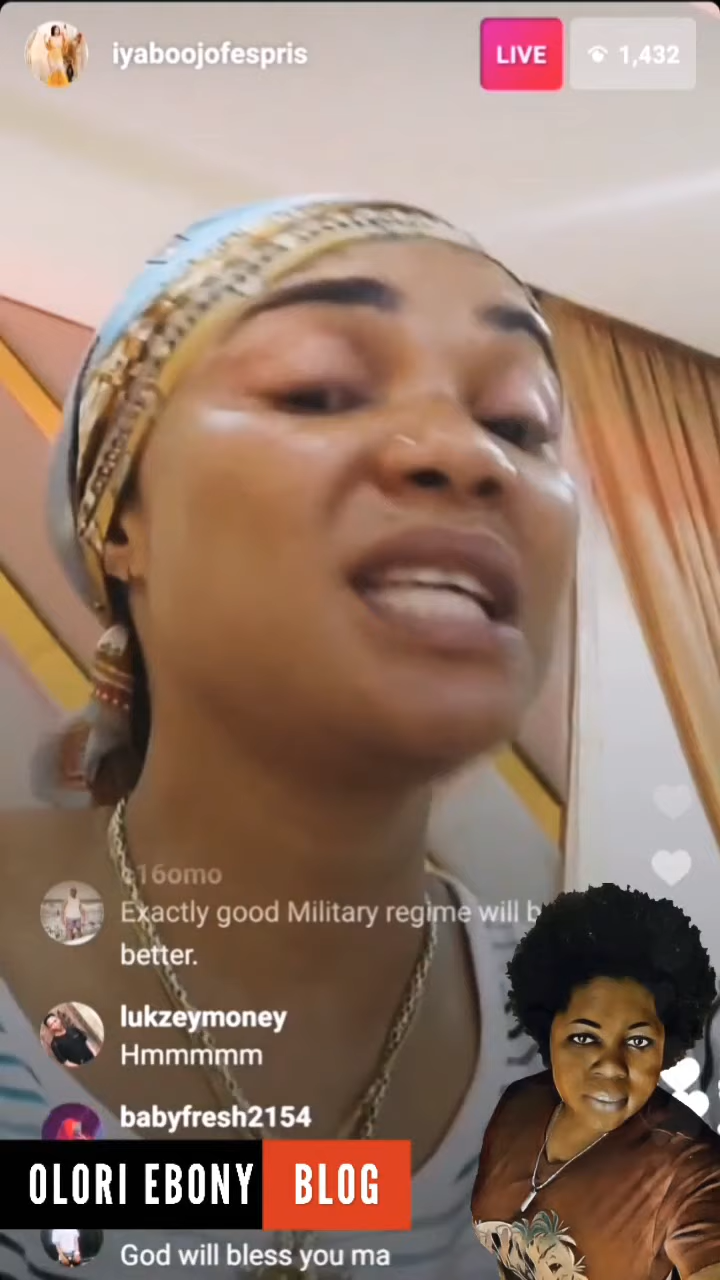 iyaboojofespris
LIVE
1,432
16omo
Exactly good Military regime will
better.
lukzeymoney
Hmmmmm
babyfresh2154
OLORI EBONY
BLOG
God will bless you ma